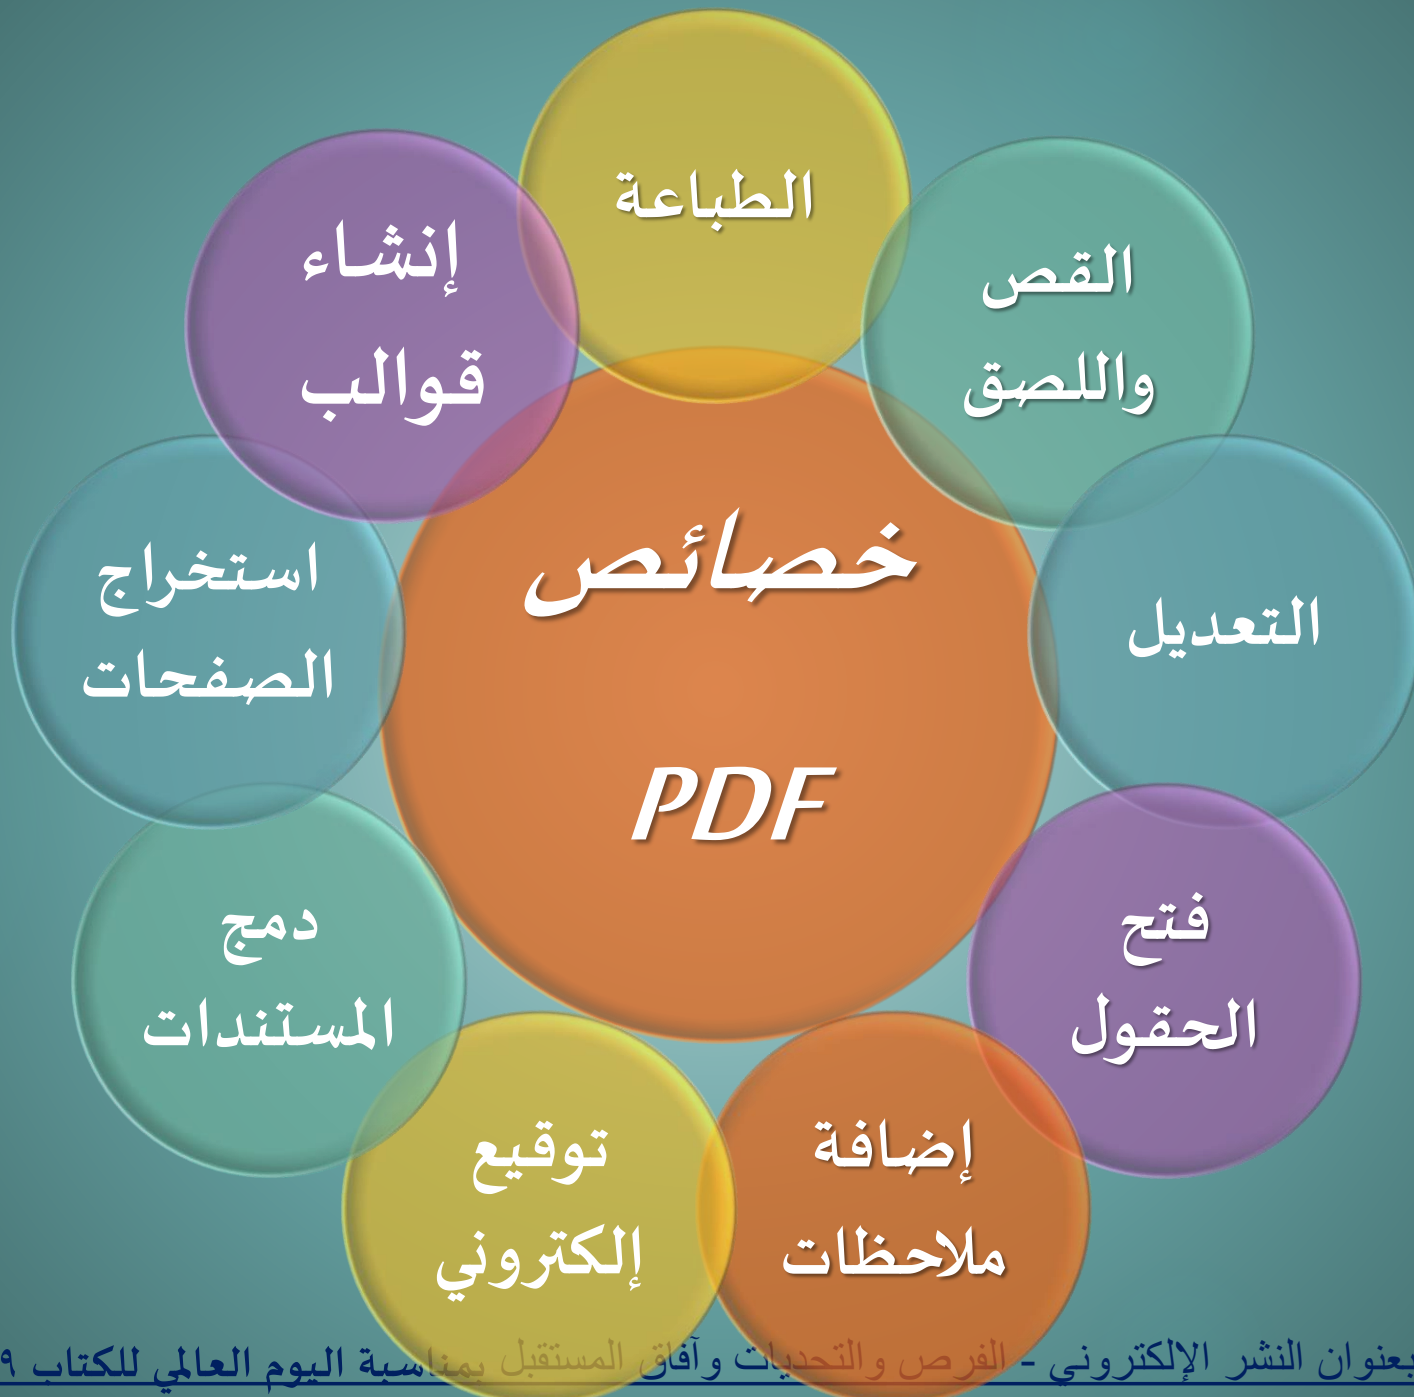 خصائص
PDF
الطباعة
القص
واللصق
التعديل
فتح
الحقول
إضافة
ملاحظات
توقيع
إلكتروني
دمج
المستندات
استخراج
الصفحات
إنشاء
قوالب
بعنوان النشر الإلكتروني - الفرص والتحديات وآفاق المستقبل بمناسبة اليوم العالمي للكتاب ٩